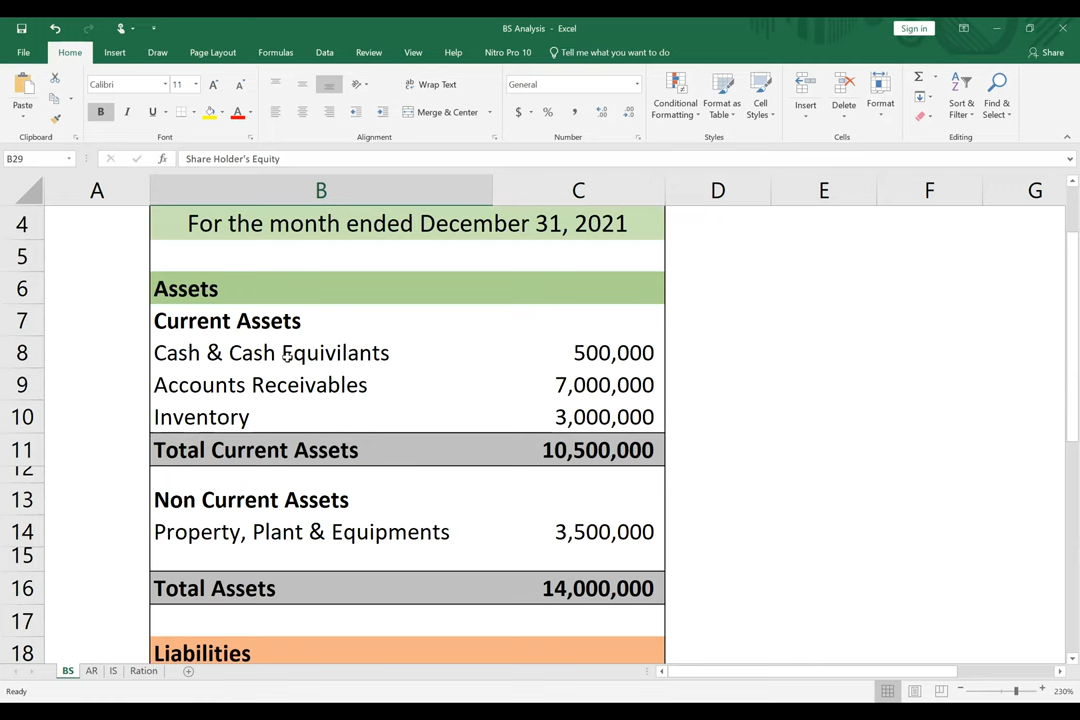 BS Analysis - Excel
Sign in
File Home Insert Draw Page Layout Formulas Data Review View Help Nitro Pro 10 Tell me what you want to do Share
Paste
Calibri 11
B I U
Wrap Text
Merge & Center
General
$ % ,
Conditional Formatting
Format as Table
Cell Styles
Insert
Delete
Format
Sort & Filter
Find & Select
Clipboard Font Alignment Number Styles Cells Editing
B29 fx Share Holder's Equity
A B C D E F G
4 For the month ended December 31, 2021
5
6 Assets
7 Current Assets
8 Cash & Cash Equivilants 500,000
9 Accounts Receivables 7,000,000
10 Inventory 3,000,000
11 Total Current Assets 10,500,000
12
13 Non Current Assets
14 Property, Plant & Equipments 3,500,000
15
16 Total Assets 14,000,000
17
18 Liabilities
BS AR IS Ration
Ready 230%